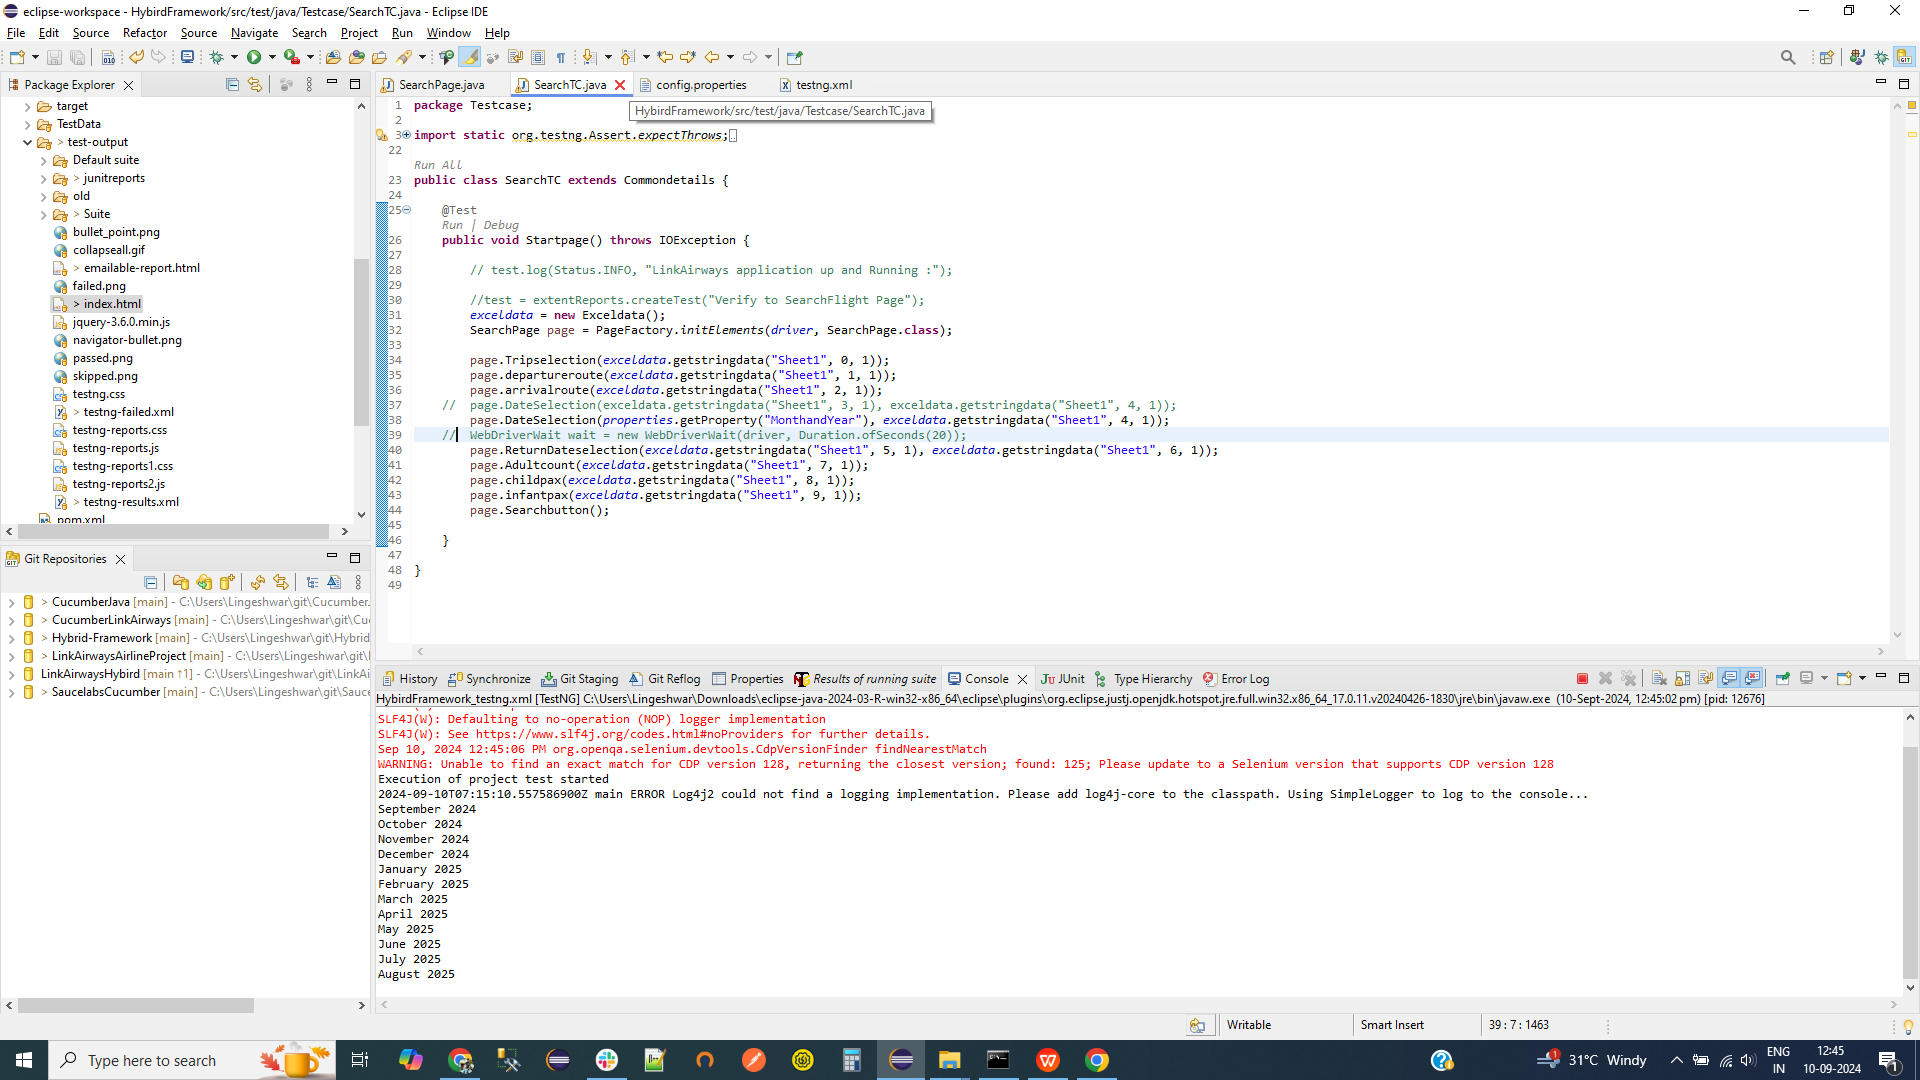 eclipse-workspace - HybirdFramework/src/test/java/Testcase/SearchTC.java - Eclipse IDE
File Edit Source Refactor Source Navigate Search Project Run Window Help
Package Explorer
target
TestData
> test-output
Default suite
> junitreports
old
> Suite
bullet_point.png
collapseall.gif
> emailable-report.html
failed.png
> index.html
jquery-3.6.0.min.js
navigator-bullet.png
passed.png
skipped.png
testng.css
> testng-failed.xml
testng-reports.css
testng-reports.js
testng-reports1.css
testng-reports2.js
> testng-results.xml
pom.xml
Git Repositories
> CucumberJava [main] - C:\Users\Lingeshwar\git\Cucumber.
> CucumberLinkAirways [main] - C:\Users\Lingeshwar\git\Cu
> Hybrid-Framework [main] - C:\Users\Lingeshwar\git\Hybrid
> LinkAirwaysAirlineProject [main] - C:\Users\Lingeshwar\git\
LinkAirwaysHybird [main ↑1] - C:\Users\Lingeshwar\git\LinkAi
> SaucelabsCucumber [main] - C:\Users\Lingeshwar\git\Sauce
SearchPage.java SearchTC.java config.properties testng.xml
HybirdFramework/src/test/java/Testcase/SearchTC.java
1 package Testcase;
2
3 import static org.testng.Assert.expectThrows;
22
Run All
23 public class SearchTC extends Commondetails {
24
25 @Test
Run | Debug
26 public void Startpage() throws IOException {
27
28 // test.log(Status.INFO, "LinkAirways application up and Running :");
29
30 //test = extentReports.createTest("Verify to SearchFlight Page");
31 exceldata = new Exceldata();
32 SearchPage page = PageFactory.initElements(driver, SearchPage.class);
33
34 page.Tripselection(exceldata.getstringdata("Sheet1", 0, 1));
35 page.departureroute(exceldata.getstringdata("Sheet1", 1, 1));
36 page.arrivalroute(exceldata.getstringdata("Sheet1", 2, 1));
37 // page.DateSelection(exceldata.getstringdata("Sheet1", 3, 1), exceldata.getstringdata("Sheet1", 4, 1));
38 page.DateSelection(properties.getProperty("MonthandYear"), exceldata.getstringdata("Sheet1", 4, 1));
39 // WebDriverWait wait = new WebDriverWait(driver, Duration.ofSeconds(20));
40 page.ReturnDateselection(exceldata.getstringdata("Sheet1", 5, 1), exceldata.getstringdata("Sheet1", 6, 1));
41 page.Adultcount(exceldata.getstringdata("Sheet1", 7, 1));
42 page.childpax(exceldata.getstringdata("Sheet1", 8, 1));
43 page.infantpax(exceldata.getstringdata("Sheet1", 9, 1));
44 page.Searchbutton();
45
46 }
47
48 }
49
History Synchronize Git Staging Git Reflog Properties Results of running suite Console JUnit Type Hierarchy Error Log
HybirdFramework_testng.xml [TestNG] C:\Users\Lingeshwar\Downloads\eclipse-java-2024-03-R-win32-x86_64\eclipse\plugins\org.eclipse.justj.openjdk.hotspot.jre.full.win32.x86_64_17.0.11.v20240426-1830\jre\bin\javaw.exe (10-Sept-2024, 12:45:02 pm) [pid: 12676]
SLF4J(W): Defaulting to no-operation (NOP) logger implementation
SLF4J(W): See https://www.slf4j.org/codes.html#noProviders for further details.
Sep 10, 2024 12:45:06 PM org.openqa.selenium.devtools.CdpVersionFinder findNearestMatch
WARNING: Unable to find an exact match for CDP version 128, returning the closest version; found: 125; Please update to a Selenium version that supports CDP version 128
Execution of project test started
2024-09-10T07:15:10.557586900Z main ERROR Log4j2 could not find a logging implementation. Please add log4j-core to the classpath. Using SimpleLogger to log to the console...
September 2024
October 2024
November 2024
December 2024
January 2025
February 2025
March 2025
April 2025
May 2025
June 2025
July 2025
August 2025
Writable Smart Insert 39 : 7 : 1463
Type here to search
31°C Windy
ENG
IN
12:45
10-09-2024
1